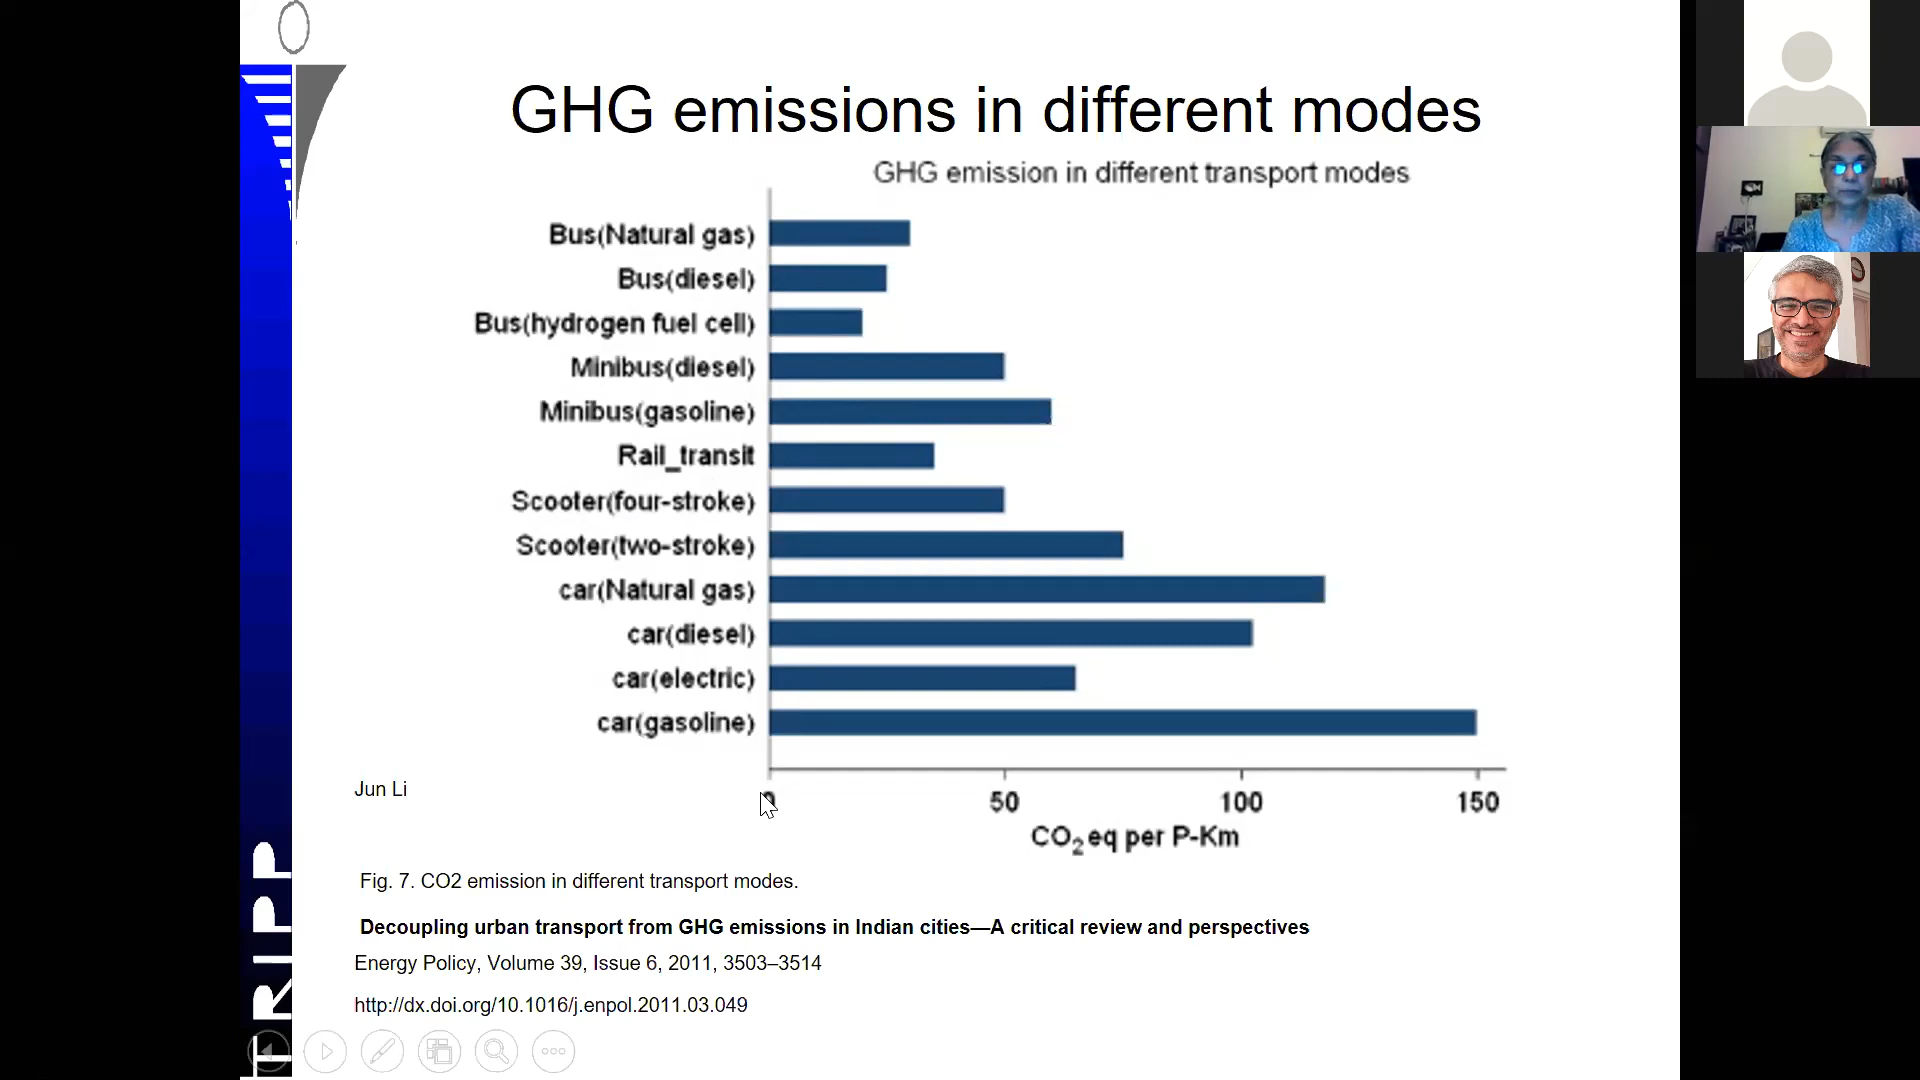 GHG emissions in different modes
GHG emission in different transport modes
Bus(Natural gas)
Bus(diesel)
Bus(hydrogen fuel cell)
Minibus(diesel)
Minibus(gasoline)
Rail_transit
Scooter(four-stroke)
Scooter(two-stroke)
car(Natural gas)
car(diesel)
car(electric)
car(gasoline)
0 50 100 150
CO2 eq per P-Km
Jun Li
Fig. 7. CO2 emission in different transport modes.
Decoupling urban transport from GHG emissions in Indian cities—A critical review and perspectives
Energy Policy, Volume 39, Issue 6, 2011, 3503–3514
http://dx.doi.org/10.1016/j.enpol.2011.03.049
TRIPP